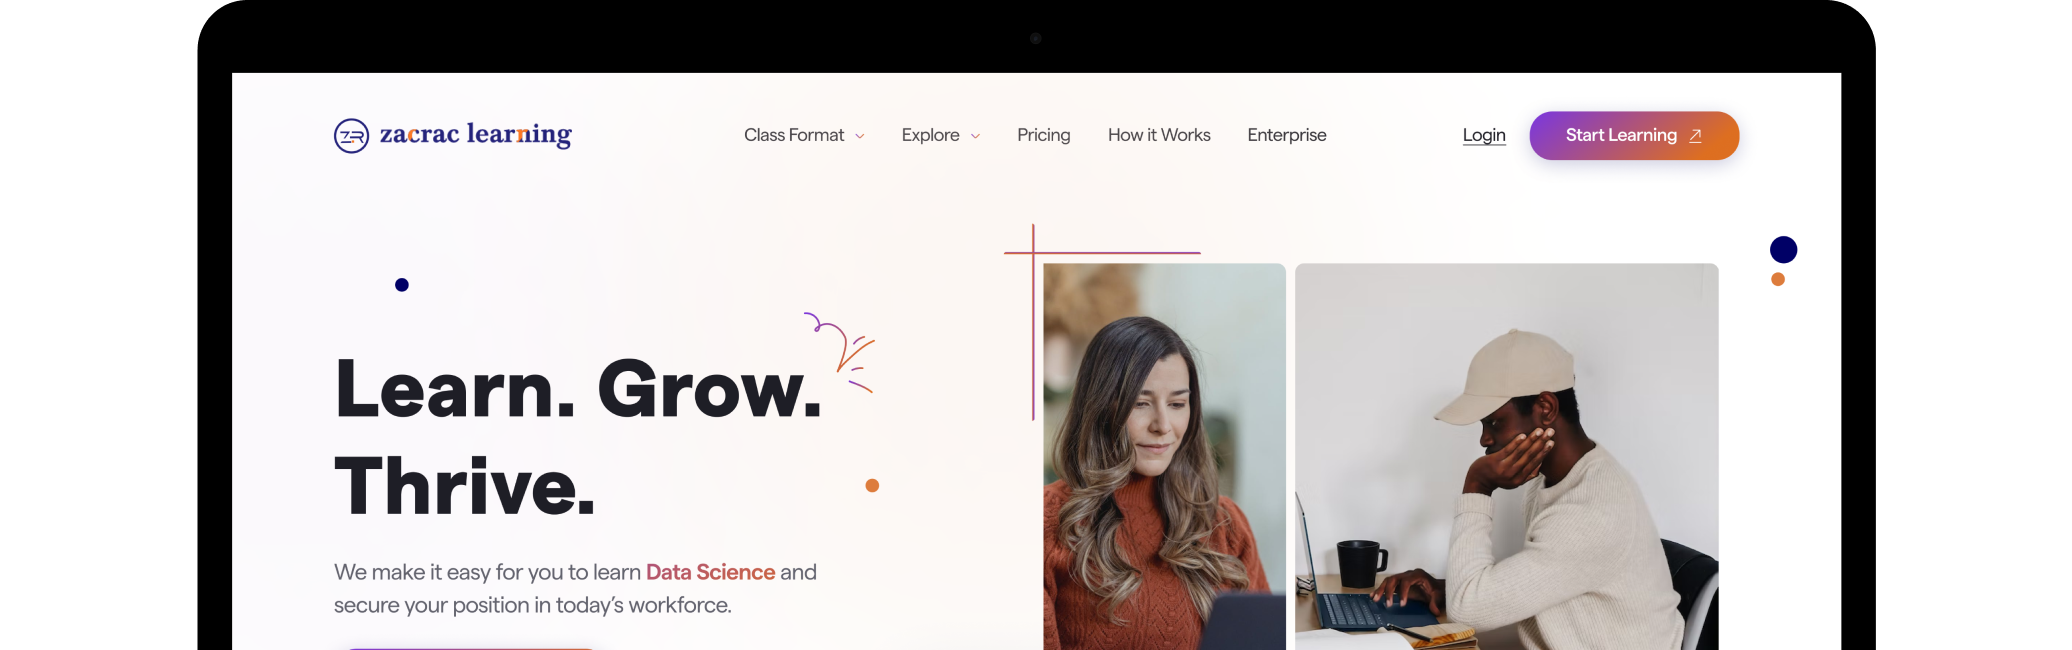 ZR zacrac learning
Class Format
Explore
Pricing
How it Works
Enterprise
Login
Start Learning
Learn. Grow.
Thrive.
We make it easy for you to learn Data Science and
secure your position in today's workforce.